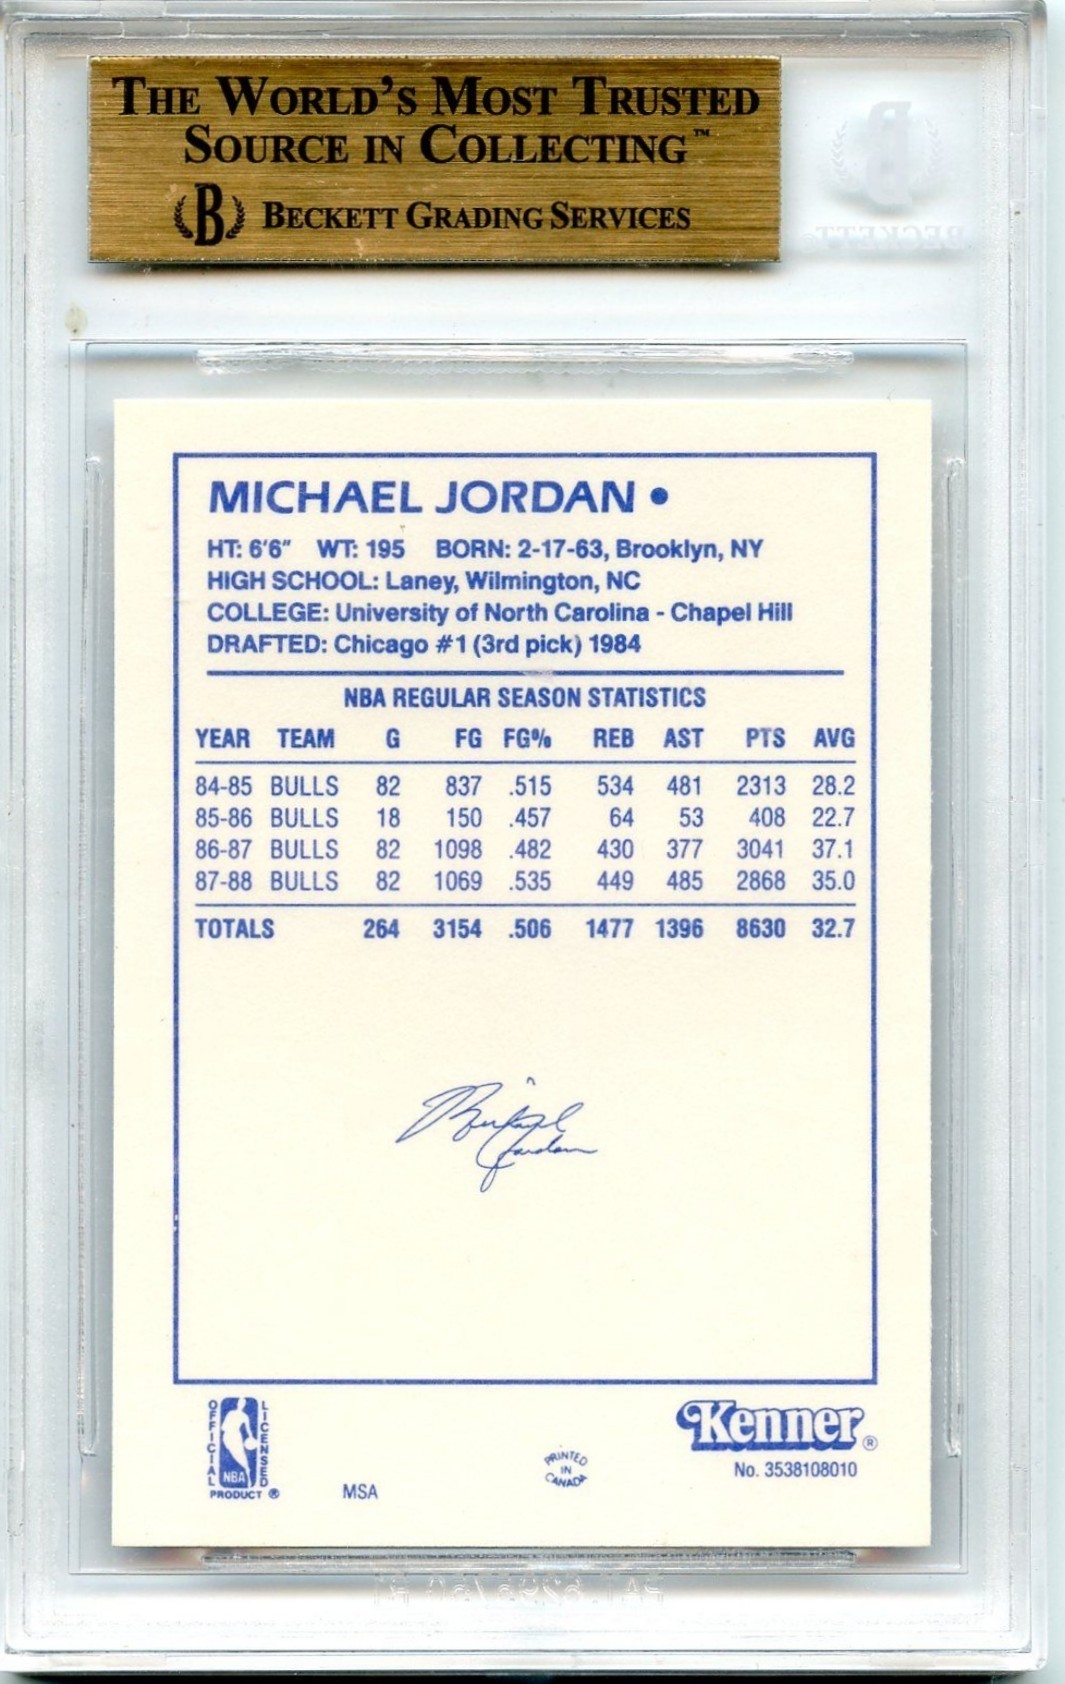 THE WORLD'S MOST TRUSTED
SOURCE IN COLLECTING™
B BECKETT GRADING SERVICES
B
BECKETT
MICHAEL JORDAN •
HT: 6'6" WT: 195 BORN: 2-17-63, Brooklyn, NY
HIGH SCHOOL: Laney, Wilmington, NC
COLLEGE: University of North Carolina - Chapel Hill
DRAFTED: Chicago #1 (3rd pick) 1984
NBA REGULAR SEASON STATISTICS
YEAR TEAM G FG FG% REB AST PTS AVG
84-85 BULLS 82 837 .515 534 481 2313 28.2
85-86 BULLS 18 150 .457 64 53 408 22.7
86-87 BULLS 82 1098 .482 430 377 3041 37.1
87-88 BULLS 82 1069 .535 449 485 2868 35.0
TOTALS 264 3154 .506 1477 1396 8630 32.7
Michael
Jordan
OFFICIAL LICENSED
NBA
PRODUCT ®
MSA
PRINTED
IN
CANADA
Kenner®
No. 3538108010